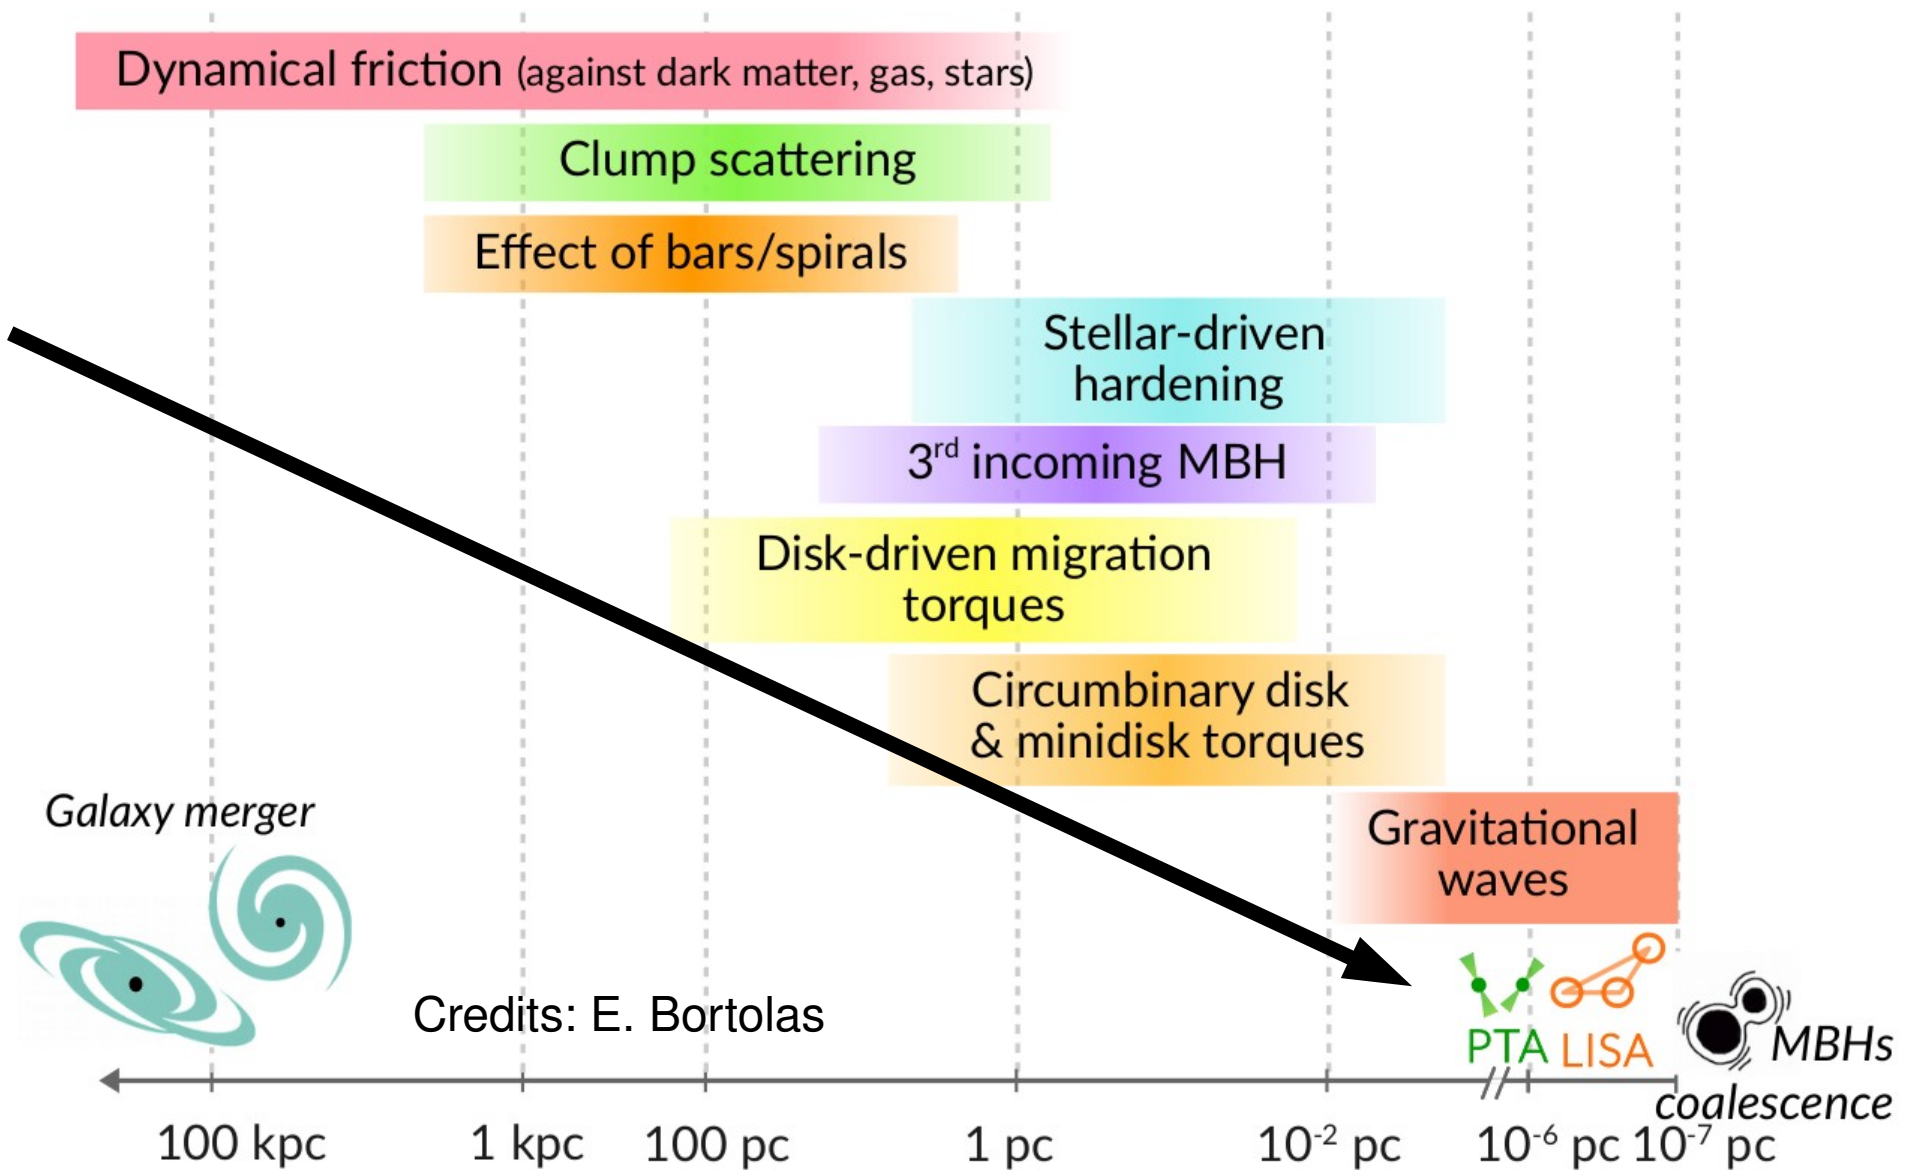 Dynamical friction (against dark matter, gas, stars)
Clump scattering
Effect of bars/spirals
Stellar-driven
hardening
3rd incoming MBH
Disk-driven migration
torques
Circumbinary disk
& minidisk torques
Galaxy merger
Gravitational
waves
Credits: E. Bortolas
PTA LISA
MBHs
coalescence
100 kpc 1 kpc 100 pc 1 pc 10-2 pc 10-6 pc 10-7 pc